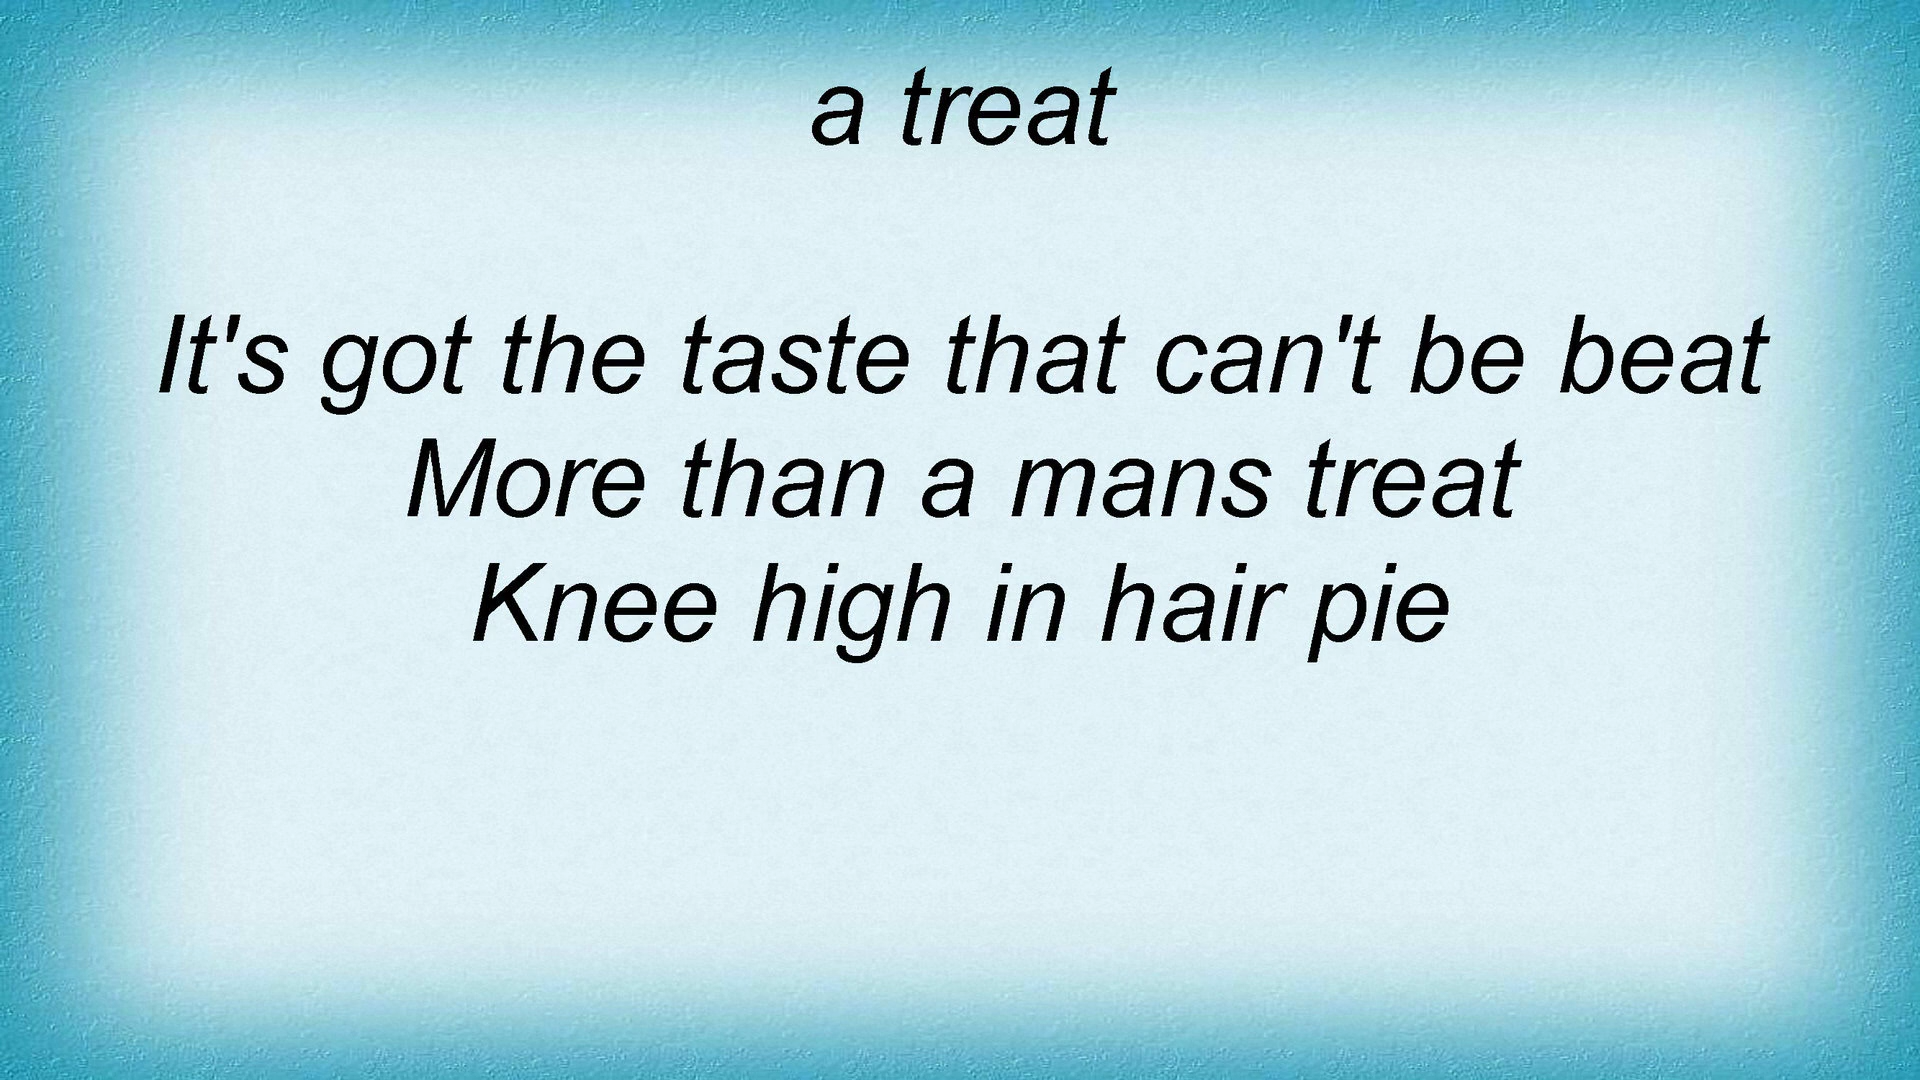 a treat
It's got the taste that can't be beat
More than a mans treat
Knee high in hair pie